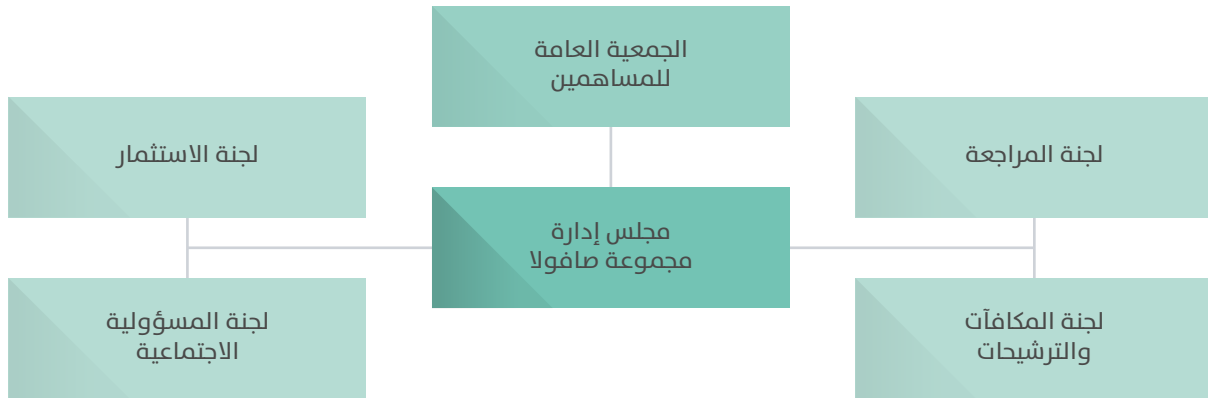 الجمعية العامة
للمساهمين
لجنة المراجعة
لجنة الاستثمار
مجلس إدارة
مجموعة صافولا
لجنة المكافآت
والترشيحات
لجنة المسؤولية
الاجتماعية